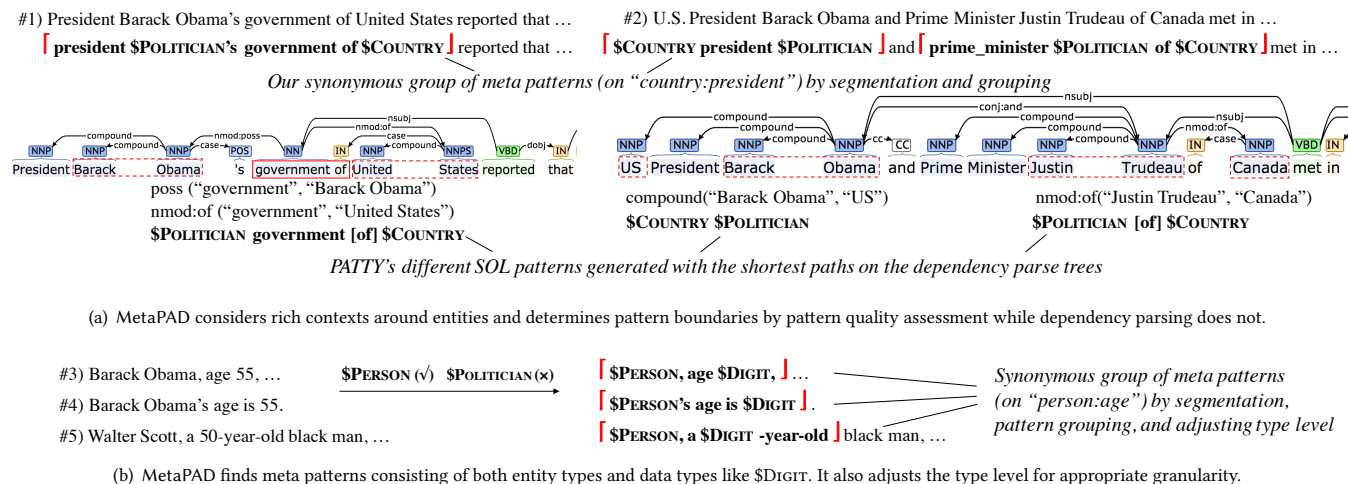 #1) President Barack Obama's government of United States reported that …
⌈ president $POLITICIAN's government of $COUNTRY ⌋ reported that …
#2) U.S. President Barack Obama and Prime Minister Justin Trudeau of Canada met in …
⌈ $COUNTRY president $POLITICIAN ⌋ and ⌈ prime_minister $POLITICIAN of $COUNTRY ⌋ met in …
Our synonymous group of meta patterns (on "country:president") by segmentation and grouping
nsubj
compound nmod:poss case nmod:of
compound case compound dobj
NNP NNP NNP POS NN IN NNP NNPS VBD IN
President Barack Obama 's government of United States reported that
poss ("government", "Barack Obama")
nmod:of ("government", "United States")
$POLITICIAN government [of] $COUNTRY
nsubj
conj:and
compound compound nsubj
compound compound nmod:of
compound cc compound case
NNP NNP NNP NNP CC NNP NNP NNP NNP IN NNP VBD IN
US President Barack Obama and Prime Minister Justin Trudeau of Canada met in
compound("Barack Obama", "US")
$COUNTRY $POLITICIAN
nmod:of("Justin Trudeau", "Canada")
$POLITICIAN [of] $COUNTRY
PATTY's different SOL patterns generated with the shortest paths on the dependency parse trees
(a) MetaPAD considers rich contexts around entities and determines pattern boundaries by pattern quality assessment while dependency parsing does not.
#3) Barack Obama, age 55, …
#4) Barack Obama's age is 55.
#5) Walter Scott, a 50-year-old black man, …
$PERSON (√) $POLITICIAN (×)
⌈ $PERSON, age $DIGIT, ⌋ …
⌈ $PERSON's age is $DIGIT ⌋ .
⌈ $PERSON, a $DIGIT -year-old ⌋ black man, …
Synonymous group of meta patterns
(on "person:age") by segmentation,
pattern grouping, and adjusting type level
(b) MetaPAD finds meta patterns consisting of both entity types and data types like $DIGIT. It also adjusts the type level for appropriate granularity.